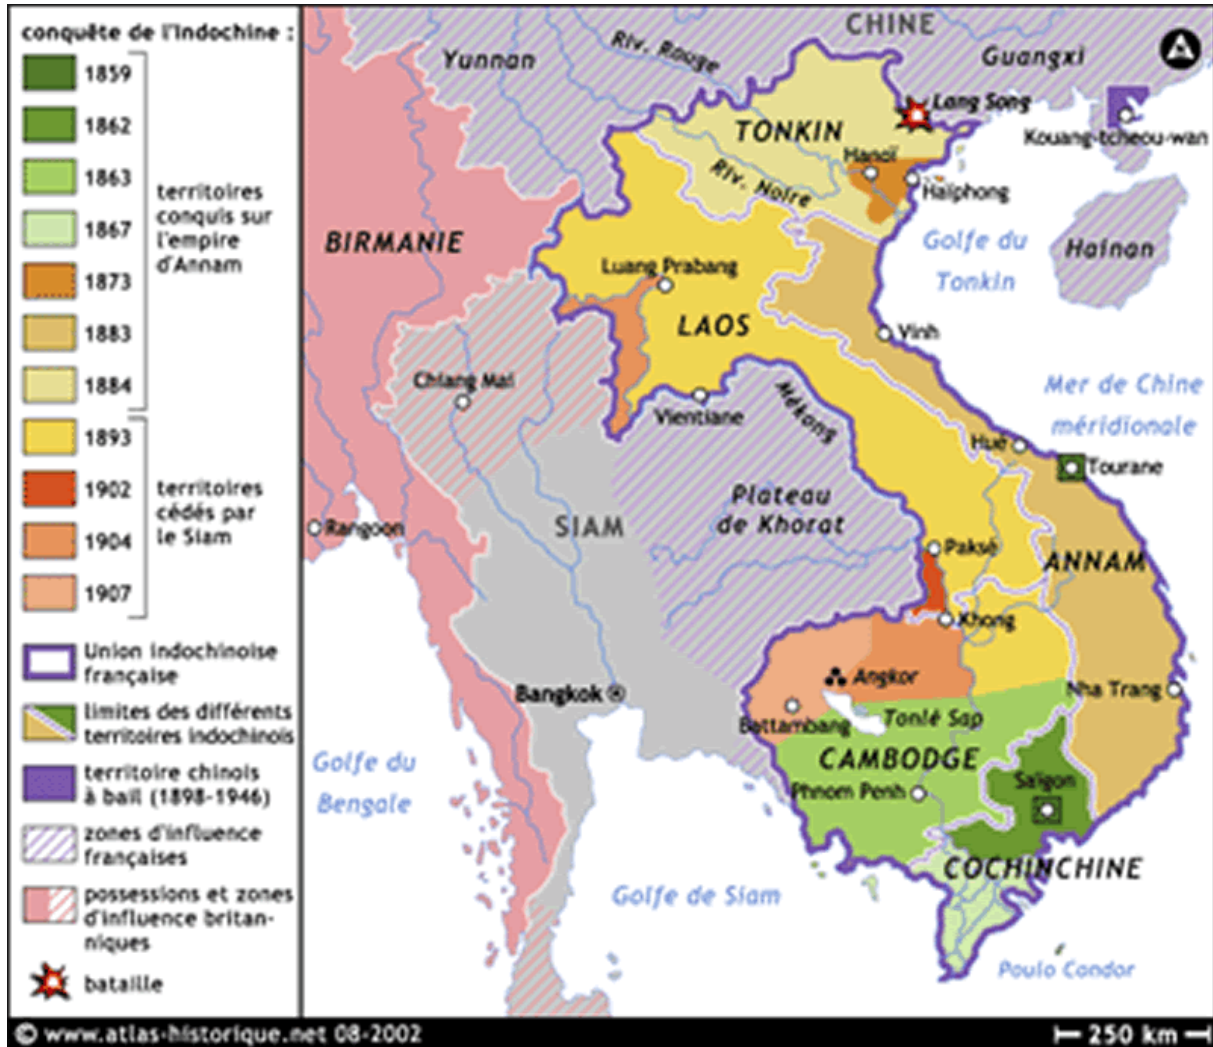 conquête de l'Indochine :
1859
1862
1863
1867
1873
1883
1884
territoires
conquis sur
l'empire
d'Annam
1893
1902
1904
1907
territoires
cédés par
le Siam
Union indochinoise
française
limites des différents
territoires indochinois
territoire chinois
à bail (1898-1946)
zones d'influence
françaises
possessions et zones
d'influence britan-
niques
bataille
CHINE
Yunnan
Riv. Rouge
Guangxi
Lang Song
Kouang-tcheou-wan
TONKIN
Hanoï
Riv. Noire
Haïphong
BIRMANIE
Golfe du
Tonkin
Hainan
Luang Prabang
LAOS
Vinh
Chiang Mai
Vientiane
Mékong
Mer de Chine
méridionale
Hué
Tourane
Plateau
de Khorat
SIAM
Rangoon
Paksé
ANNAM
Khong
Angkor
Bangkok
Nha Trang
Battambang
Tonlé Sap
CAMBODGE
Golfe du
Bengale
Phnom Penh
Saïgon
COCHINCHINE
Golfe de Siam
Poulo Condor
© www.atlas-historique.net 08-2002
250 km